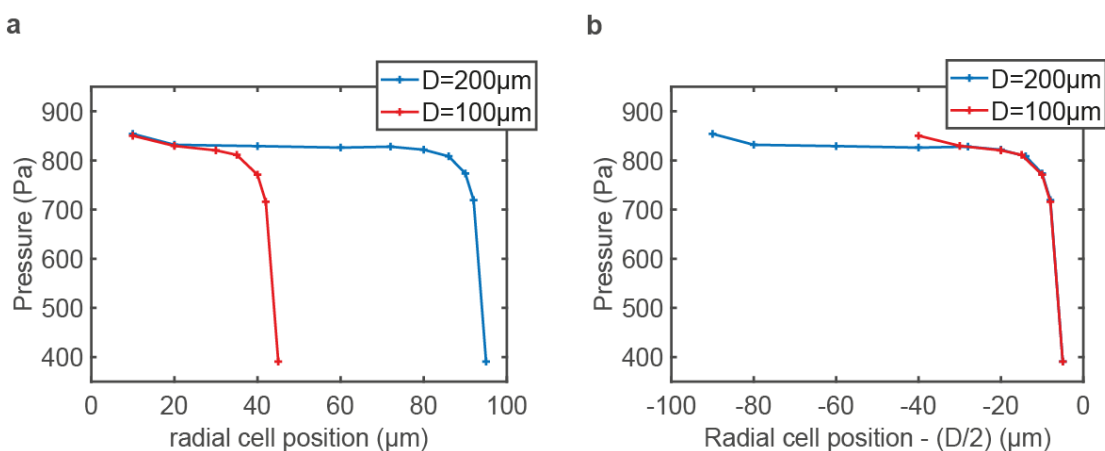 a
D=200µm
D=100µm
900
800
700
600
500
400
Pressure (Pa)
0 20 40 60 80 100
radial cell position (µm)
b
D=200µm
D=100µm
900
800
700
600
500
400
Pressure (Pa)
-100 -80 -60 -40 -20 0
Radial cell position - (D/2) (µm)